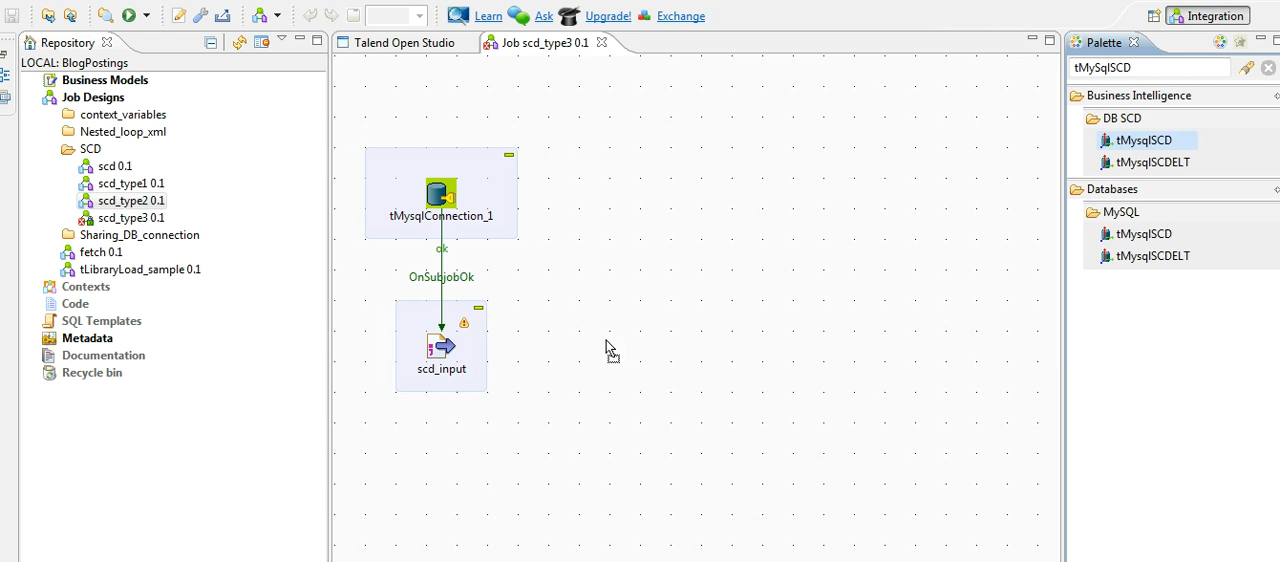 Learn Ask Upgrade! Exchange Integration
Repository
LOCAL: BlogPostings
Business Models
Job Designs
context_variables
Nested_loop_xml
SCD
scd 0.1
scd_type1 0.1
scd_type2 0.1
scd_type3 0.1
Sharing_DB_connection
fetch 0.1
tLibraryLoad_sample 0.1
Contexts
Code
SQL Templates
Metadata
Documentation
Recycle bin
Talend Open Studio
Job scd_type3 0.1
tMysqlConnection_1
ok
OnSubjobOk
scd_input
Palette
tMySqlSCD
Business Intelligence
DB SCD
tMysqlSCD
tMysqlSCDELT
Databases
MySQL
tMysqlSCD
tMysqlSCDELT